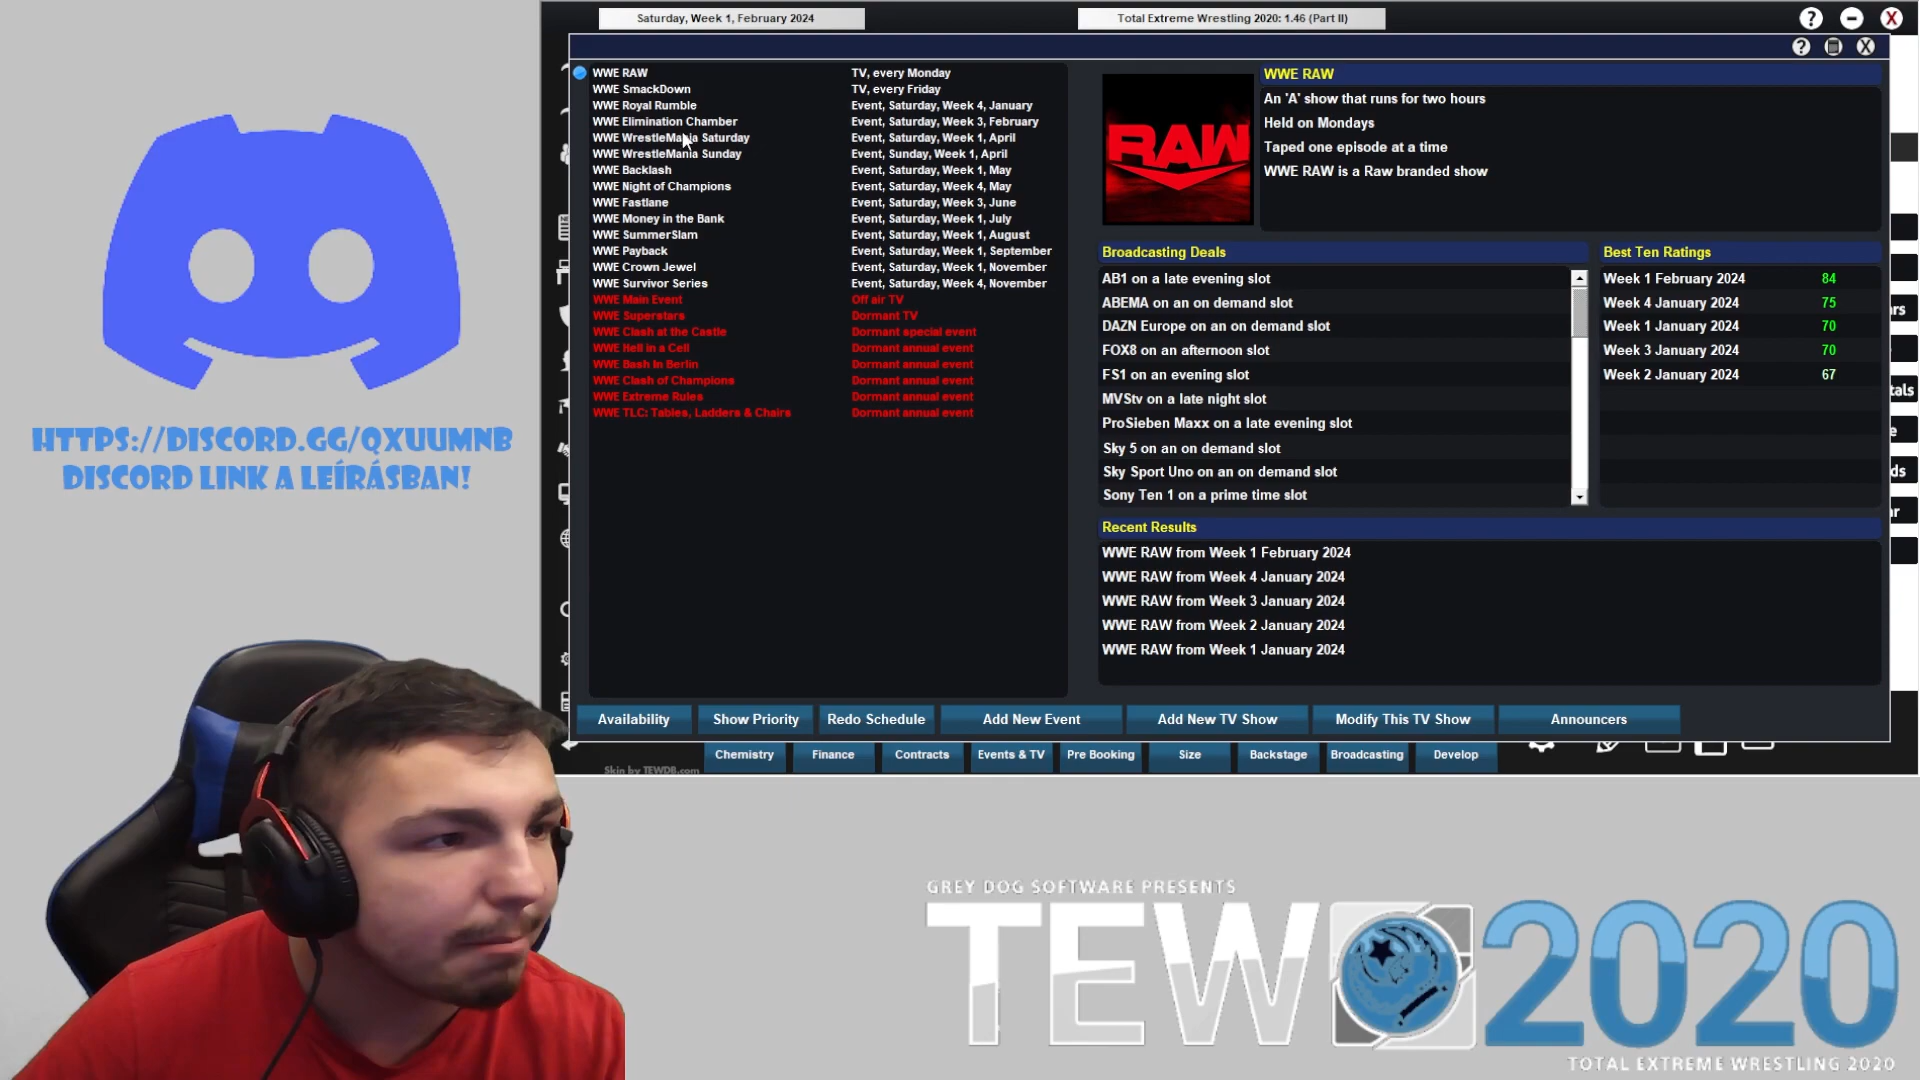 Saturday, Week 1, February 2024
Total Extreme Wrestling 2020: 1.46 (Part II)
WWE RAW TV, every Monday
WWE SmackDown TV, every Friday
WWE Royal Rumble Event, Saturday, Week 4, January
WWE Elimination Chamber Event, Saturday, Week 3, February
WWE WrestleMania Saturday Event, Saturday, Week 1, April
WWE WrestleMania Sunday Event, Sunday, Week 1, April
WWE Backlash Event, Saturday, Week 1, May
WWE Night of Champions Event, Saturday, Week 4, May
WWE Fastlane Event, Saturday, Week 3, June
WWE Money in the Bank Event, Saturday, Week 1, July
WWE SummerSlam Event, Saturday, Week 1, August
WWE Payback Event, Saturday, Week 1, September
WWE Crown Jewel Event, Saturday, Week 1, November
WWE Survivor Series Event, Saturday, Week 4, November
WWE Main Event Off air TV
WWE Superstars Dormant TV
WWE Clash at the Castle Dormant special event
WWE Hell in a Cell Dormant annual event
WWE Bash In Berlin Dormant annual event
WWE Clash of Champions Dormant annual event
WWE Extreme Rules Dormant annual event
WWE TLC: Tables, Ladders & Chairs Dormant annual event
RAW
WWE RAW
An 'A' show that runs for two hours
Held on Mondays
Taped one episode at a time
WWE RAW is a Raw branded show
Broadcasting Deals
AB1 on a late evening slot
ABEMA on an on demand slot
DAZN Europe on an on demand slot
FOX8 on an afternoon slot
FS1 on an evening slot
MVStv on a late night slot
ProSieben Maxx on a late evening slot
Sky 5 on an on demand slot
Sky Sport Uno on an on demand slot
Sony Ten 1 on a prime time slot
Best Ten Ratings
Week 1 February 2024 84
Week 4 January 2024 75
Week 1 January 2024 70
Week 3 January 2024 70
Week 2 January 2024 67
Recent Results
WWE RAW from Week 1 February 2024
WWE RAW from Week 4 January 2024
WWE RAW from Week 3 January 2024
WWE RAW from Week 2 January 2024
WWE RAW from Week 1 January 2024
Availability Show Priority Redo Schedule Add New Event Add New TV Show Modify This TV Show Announcers
Chemistry Finance Contracts Events & TV Pre Booking Size Backstage Broadcasting Develop
Skin by TEWDB.com
HTTPS://DISCORD.GG/QXUUMNB
DISCORD LINK A LEÍRÁSBAN!
GREY DOG SOFTWARE PRESENTS
TEW 2020
TOTAL EXTREME WRESTLING 2020